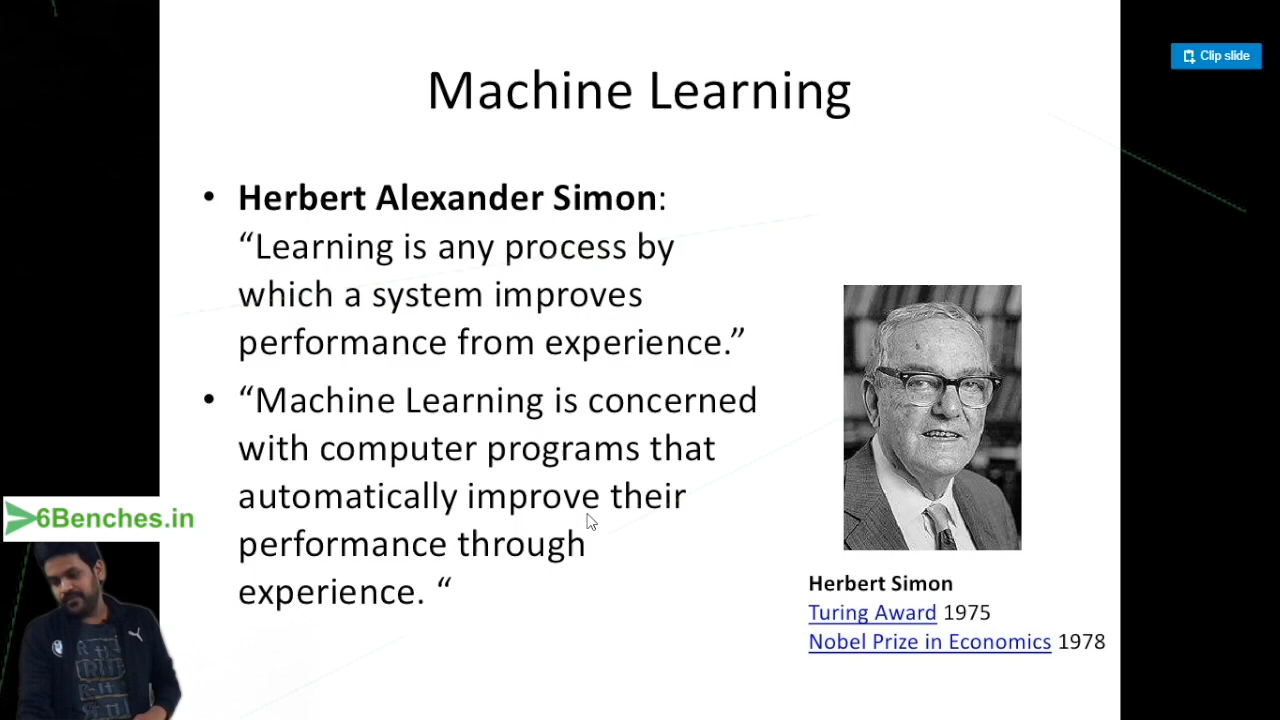 Clip slide
Machine Learning
• Herbert Alexander Simon:
“Learning is any process by
which a system improves
performance from experience.”
• “Machine Learning is concerned
with computer programs that
automatically improve their
performance through
experience. “
Herbert Simon
Turing Award 1975
Nobel Prize in Economics 1978
6Benches.in